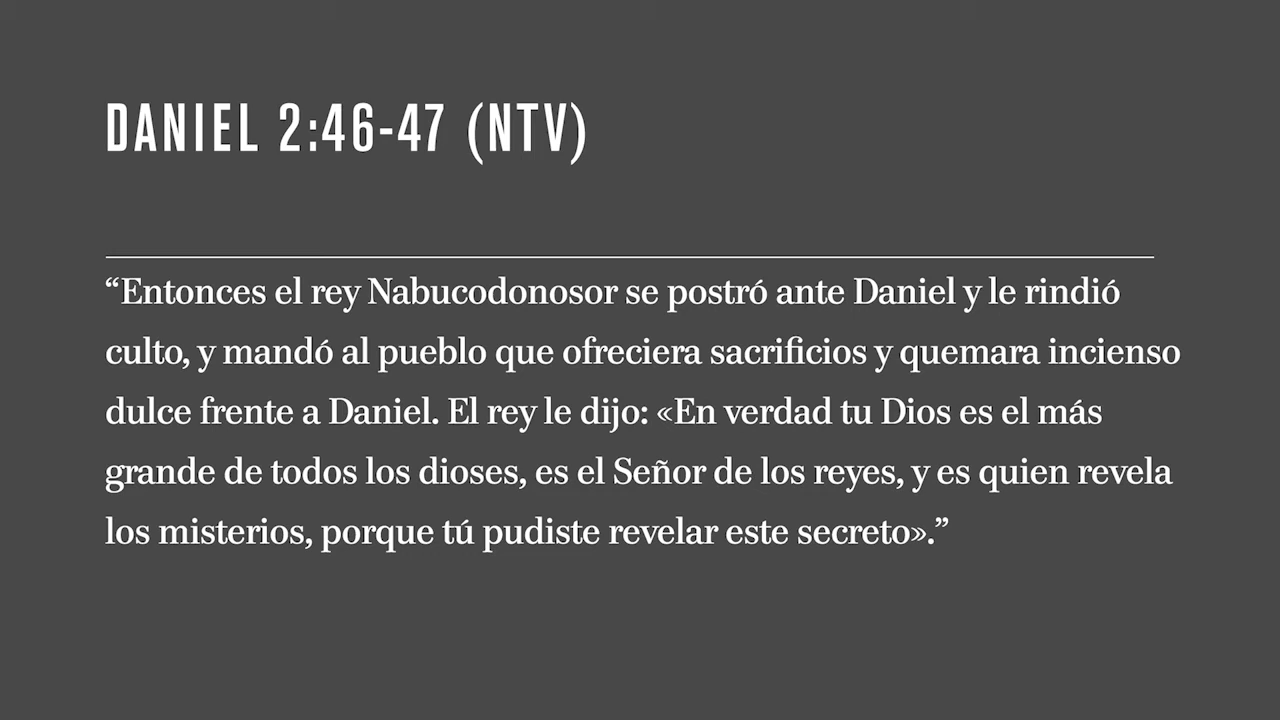 DANIEL 2:46-47 (NTV)
“Entonces el rey Nabucodonosor se postró ante Daniel y le rindió
culto, y mandó al pueblo que ofreciera sacrificios y quemara incienso
dulce frente a Daniel. El rey le dijo: «En verdad tu Dios es el más
grande de todos los dioses, es el Señor de los reyes, y es quien revela
los misterios, porque tú pudiste revelar este secreto».”